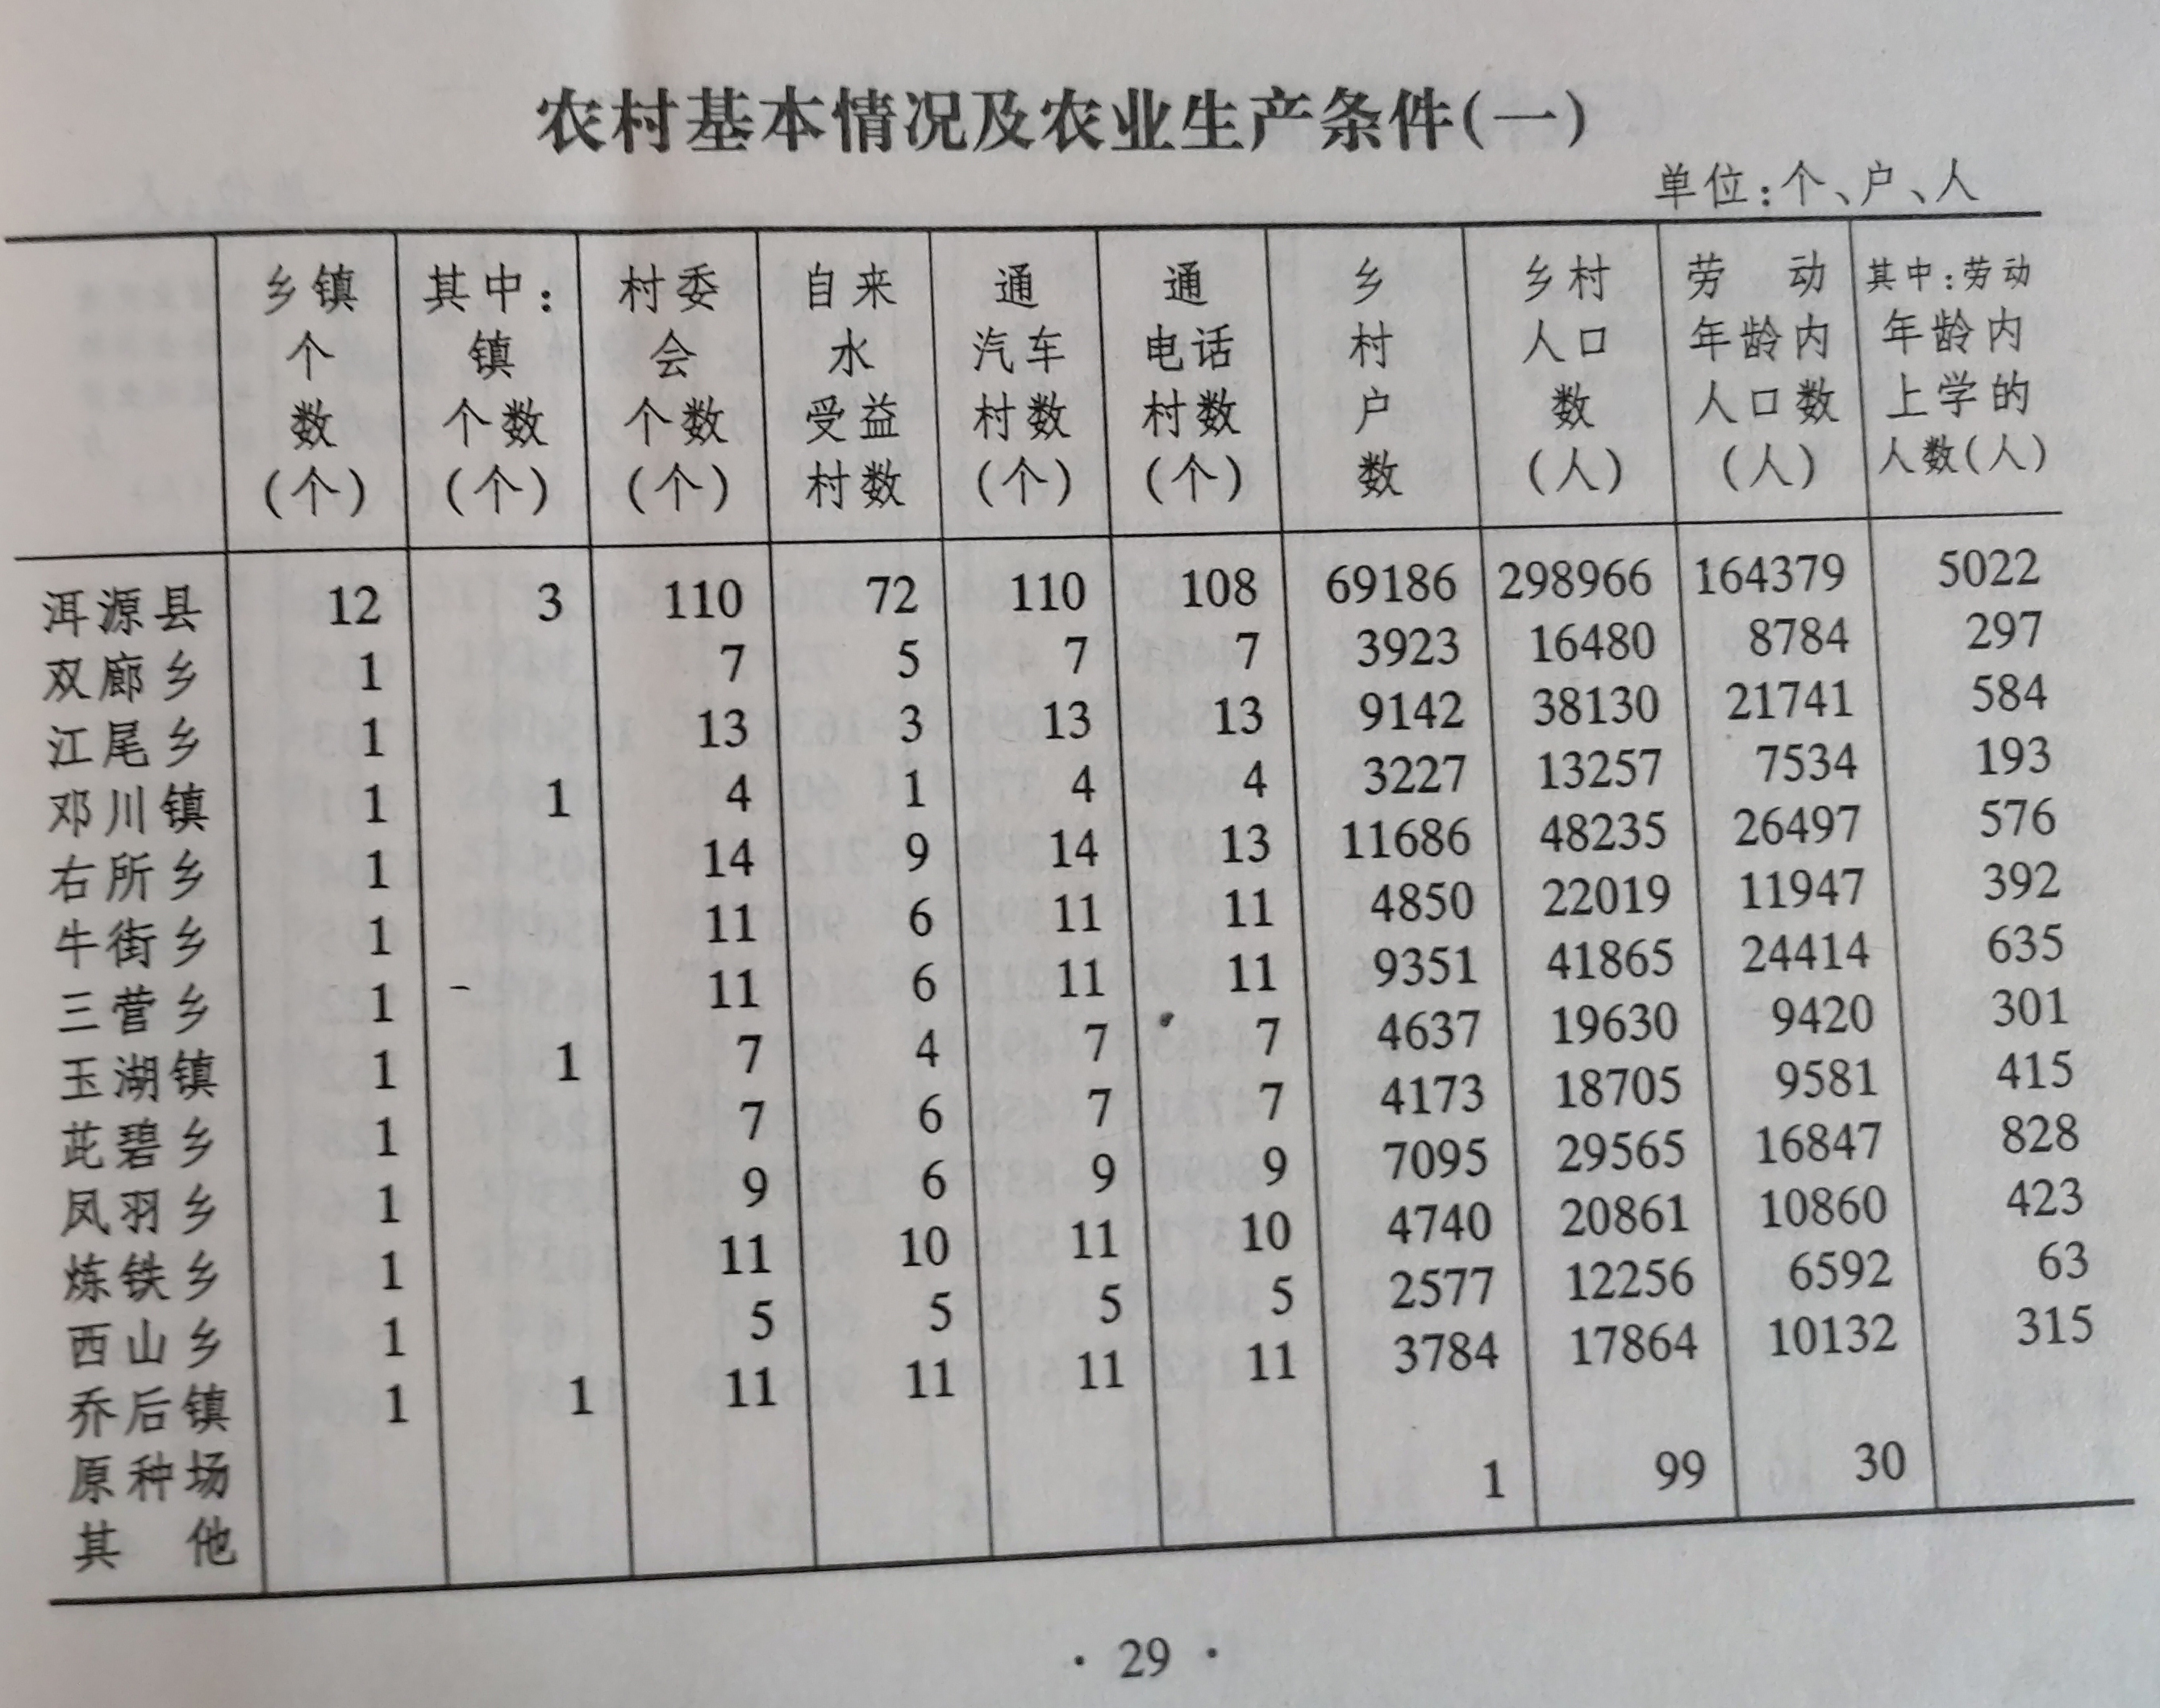 农村基本情况及农业生产条件(一)
单位:个、户、人
乡镇 其中: 村委 自来 通 通 乡 乡村 劳 动 其中:劳动
个 镇 会 水 汽车 电话 村 人口 年龄内 年龄内
数 个数 个数 受益 村数 村数 户 数 人口数 上学的
(个) (个) (个) 村数 (个) (个) 数 (人) (人) 人数(人)
洱源县 12 3 110 72 110 108 69186 298966 164379 5022
双廊乡 1 7 5 7 7 3923 16480 8784 297
江尾乡 1 13 3 13 13 9142 38130 21741 584
邓川镇 1 1 4 1 4 4 3227 13257 7534 193
右所乡 1 14 9 14 13 11686 48235 26497 576
牛街乡 1 11 6 11 11 4850 22019 11947 392
三营乡 1 11 6 11 11 9351 41865 24414 635
玉湖镇 1 1 7 4 7 7 4637 19630 9420 301
茈碧乡 1 7 6 7 7 4173 18705 9581 415
凤羽乡 1 9 6 9 9 7095 29565 16847 828
炼铁乡 1 11 10 11 10 4740 20861 10860 423
西山乡 1 5 5 5 5 2577 12256 6592 63
乔后镇 1 1 11 11 11 11 3784 17864 10132 315
原种场
其 他 1 99 30
· 29 ·